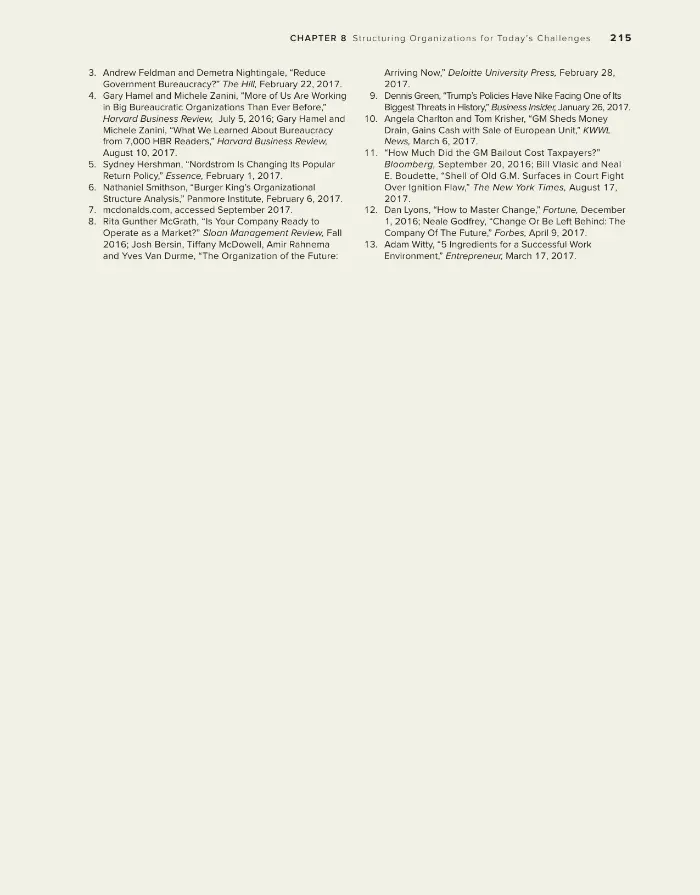 CHAPTER 8 Structuring Organizations for Today's Challenges 215
3. Andrew Feldman and Demetra Nightingale, “Reduce
Government Bureaucracy?” The Hill, February 22, 2017.
4. Gary Hamel and Michele Zanini, “More of Us Are Working
in Big Bureaucratic Organizations Than Ever Before,”
Harvard Business Review, July 5, 2016; Gary Hamel and
Michele Zanini, “What We Learned About Bureaucracy
from 7,000 HBR Readers,” Harvard Business Review,
August 10, 2017.
5. Sydney Hershman, “Nordstrom Is Changing Its Popular
Return Policy,” Essence, February 1, 2017.
6. Nathaniel Smithson, “Burger King’s Organizational
Structure Analysis,” Panmore Institute, February 6, 2017.
7. mcdonalds.com, accessed September 2017.
8. Rita Gunther McGrath, “Is Your Company Ready to
Operate as a Market?” Sloan Management Review, Fall
2016; Josh Bersin, Tiffany McDowell, Amir Rahnema
and Yves Van Durme, “The Organization of the Future:
Arriving Now,” Deloitte University Press, February 28,
2017.
9. Dennis Green, “Trump’s Policies Have Nike Facing One of Its
Biggest Threats in History,” Business Insider, January 26, 2017.
10. Angela Charlton and Tom Krisher, “GM Sheds Money
Drain, Gains Cash with Sale of European Unit,” KWWL
News, March 6, 2017.
11. “How Much Did the GM Bailout Cost Taxpayers?”
Bloomberg, September 20, 2016; Bill Vlasic and Neal
E. Boudette, “Shell of Old G.M. Surfaces in Court Fight
Over Ignition Flaw,” The New York Times, August 17,
2017.
12. Dan Lyons, “How to Master Change,” Fortune, December
1, 2016; Neale Godfrey, “Change Or Be Left Behind: The
Company Of The Future,” Forbes, April 9, 2017.
13. Adam Witty, “5 Ingredients for a Successful Work
Environment,” Entrepreneur, March 17, 2017.